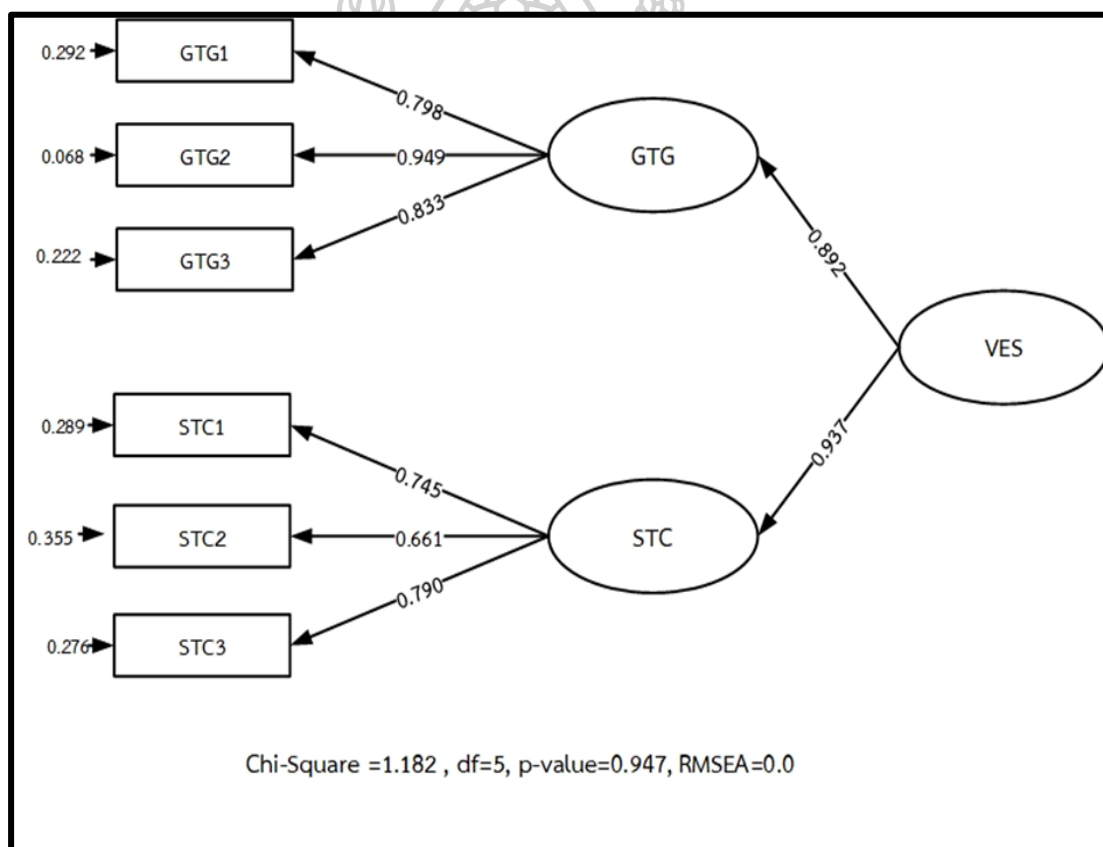 0.292
GTG1
0.798
0.068
GTG2
0.949
GTG
0.222
GTG3
0.833
0.892
VES
0.289
STC1
0.745
0.937
0.355
STC2
0.661
STC
0.276
STC3
0.790
Chi-Square =1.182 , df=5, p-value=0.947, RMSEA=0.0